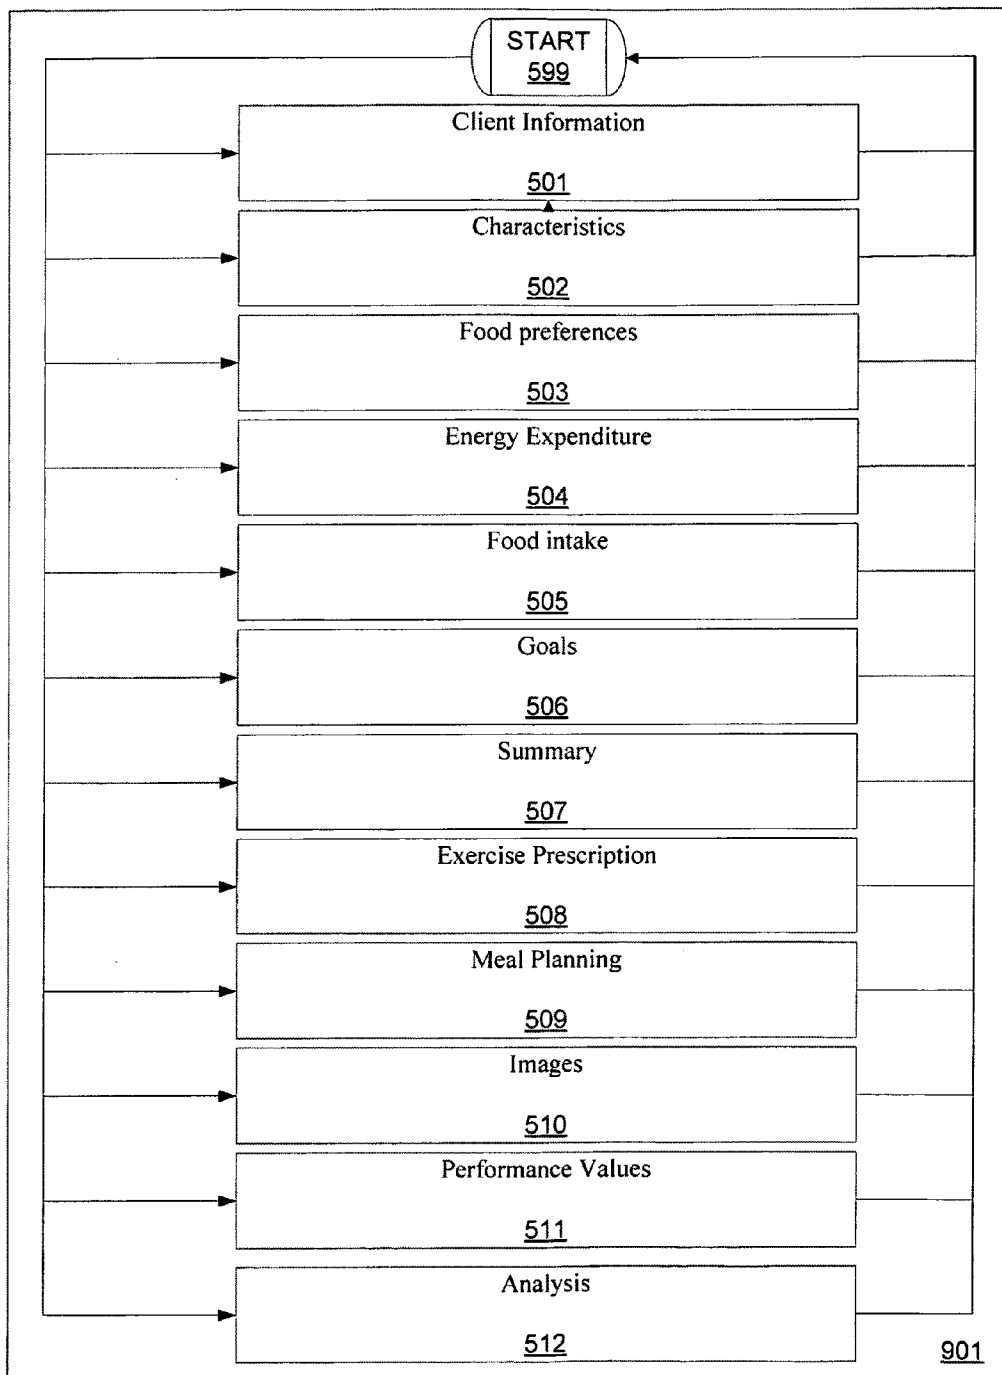 START
599
Client Information
501
Characteristics
502
Food preferences
503
Energy Expenditure
504
Food intake
505
Goals
506
Summary
507
Exercise Prescription
508
Meal Planning
509
Images
510
Performance Values
511
Analysis
512
901